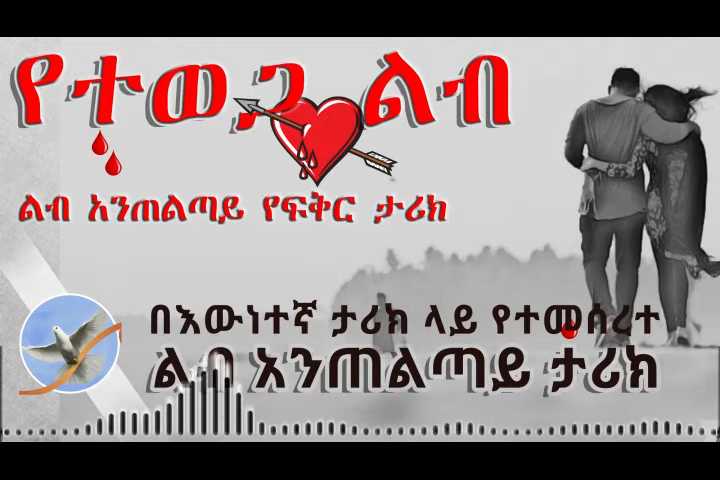 የተወጋ ልብ
ልብ አንጠልጣይ የፍቅር ታሪክ
በእውነተኛ ታሪክ ላይ የተመሰረተ
ልብ አንጠልጣይ ታሪክ